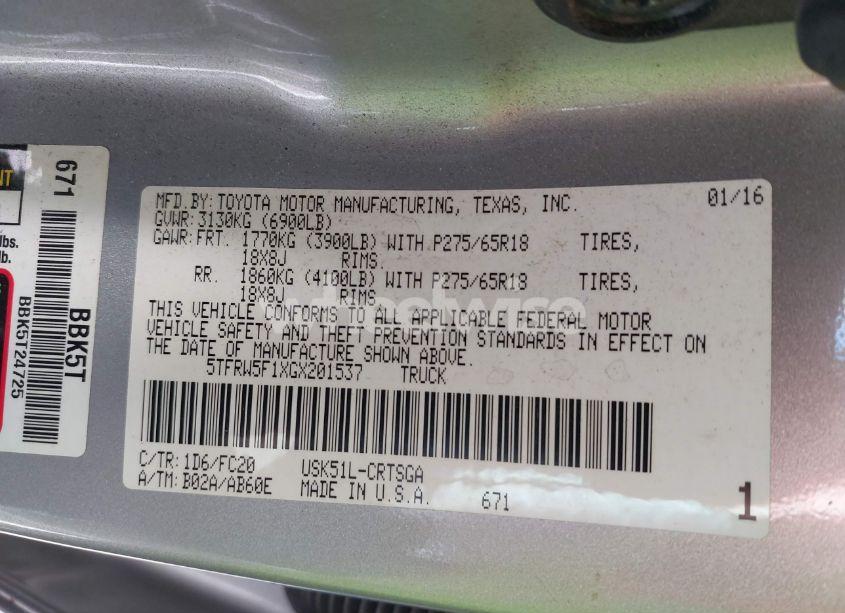 MFD.BY: TOYOTA MOTOR MANUFACTURING, TEXAS, INC. 01/16
GVWR: 3130KG (6900LB)
GAWR: FRT. 1770KG (3900LB) WITH P275/65R18 TIRES,
18X8J RIMS.
RR. 1860KG (4100LB) WITH P275/65R18 TIRES,
18X8J RIMS
THIS VEHICLE CONFORMS TO ALL APPLICABLE FEDERAL MOTOR
VEHICLE SAFETY AND THEFT PREVENTION STANDARDS IN EFFECT ON
THE DATE OF MANUFACTURE SHOWN ABOVE.
5TFRW5F1XGX201537 TRUCK
C/TR: 1D6/FC20 USK51L-CRTSGA
A/TM: B02A/AB60E MADE IN U.S.A. 671
1
671
BBK5T
BBK5T24725
lbs.
lb.